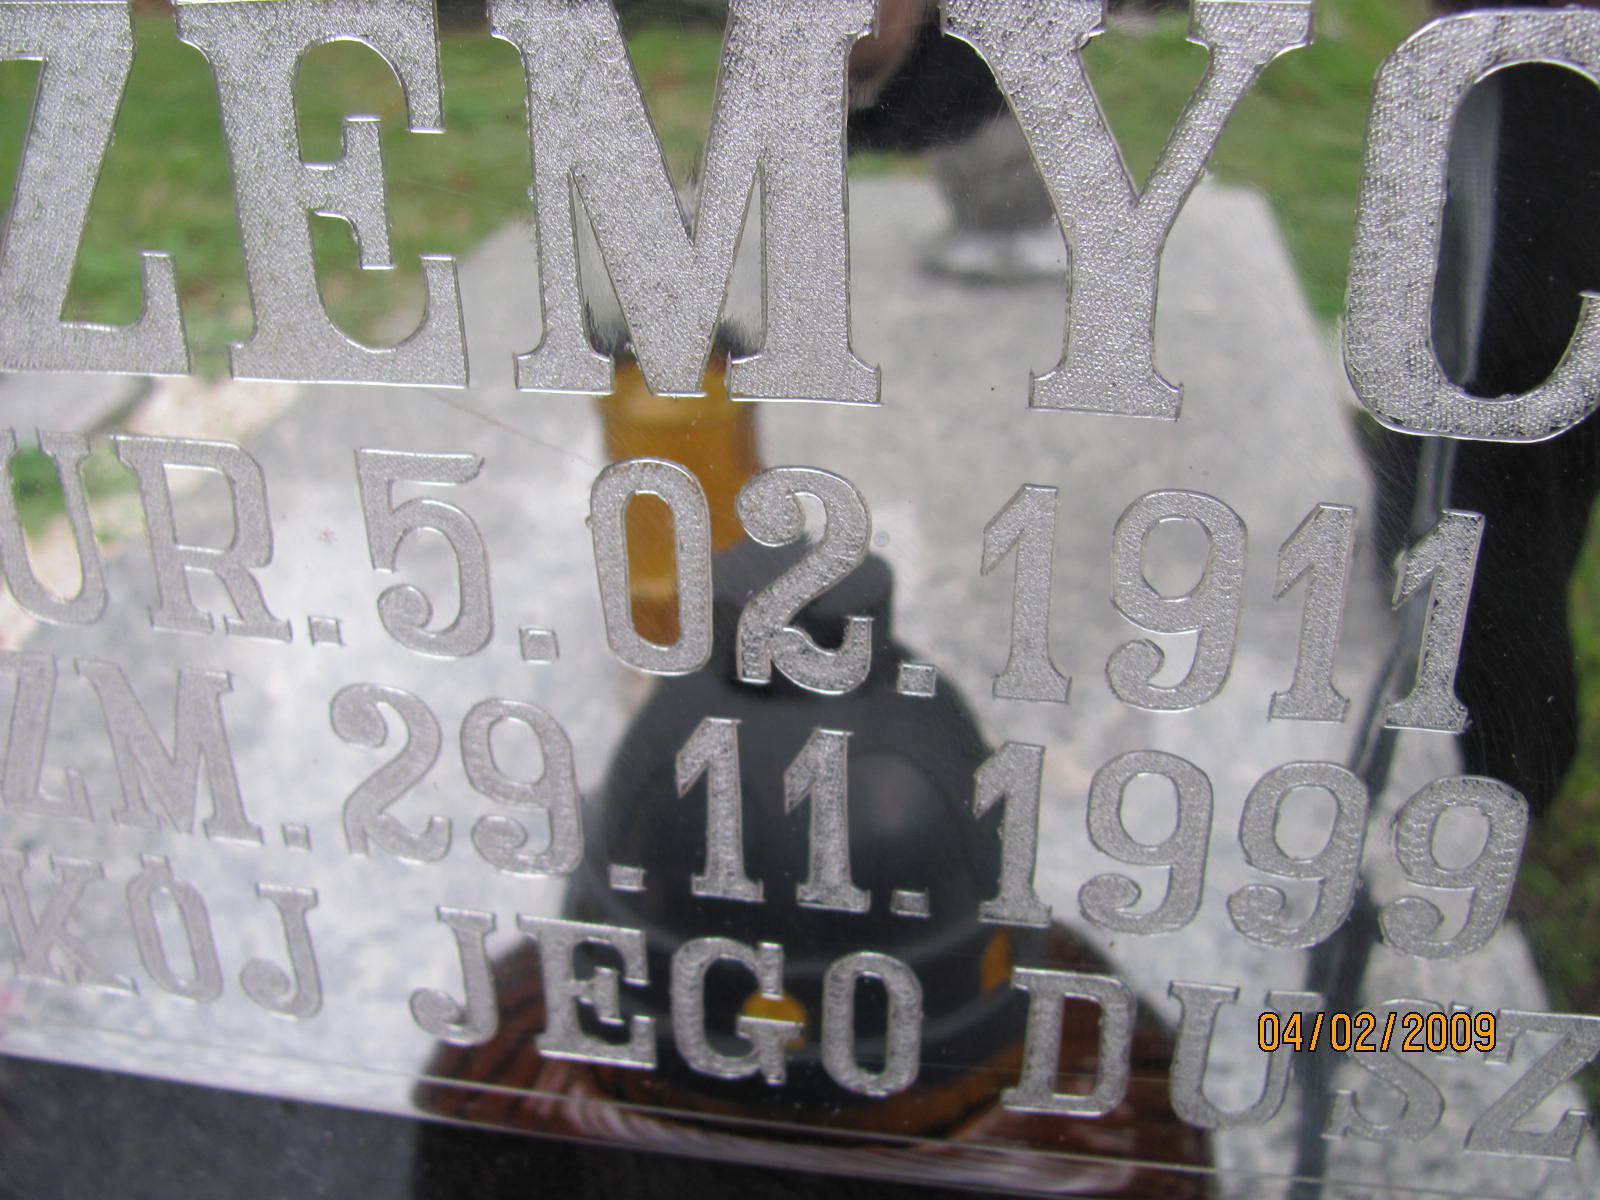 ZEMYC
UR.5.02.1911
ZM.29.11.1999
KÓJ JEGO DUSZ
04/02/2009